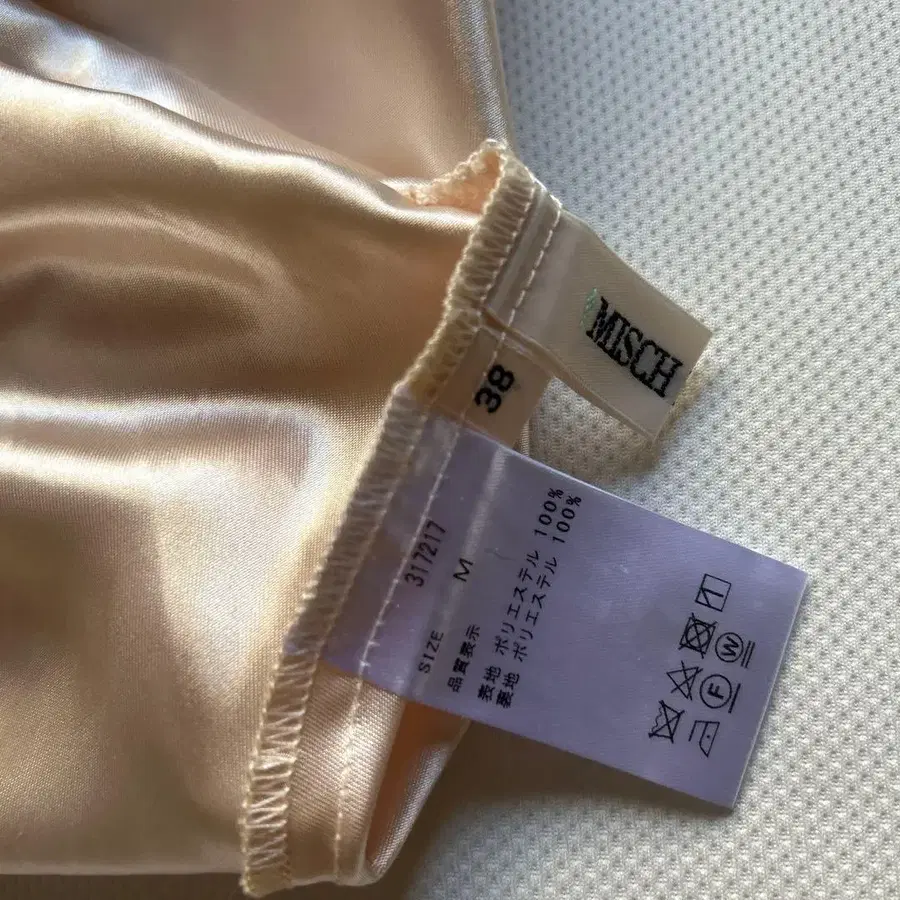 MISCH
38
317217
SIZE M
品質表示
表地 ポリエステル 100%
裏地 ポリエステル 100%
F W